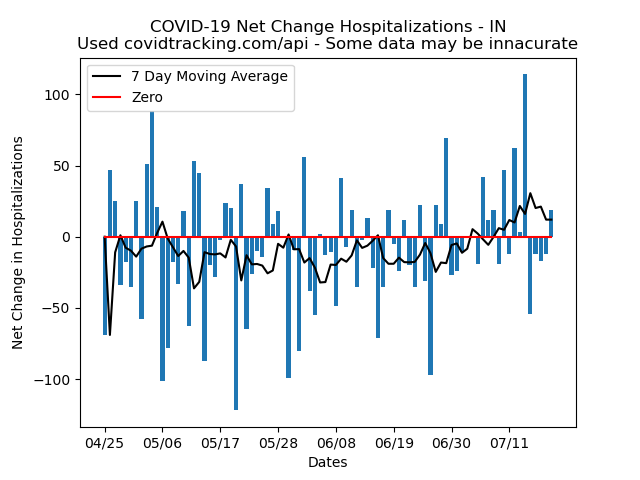 COVID-19 Net Change Hospitalizations - IN
Used covidtracking.com/api - Some data may be innacurate
7 Day Moving Average
Zero
Net Change in Hospitalizations
100
50
0
−50
−100
04/25 05/06 05/17 05/28 06/08 06/19 06/30 07/11
Dates